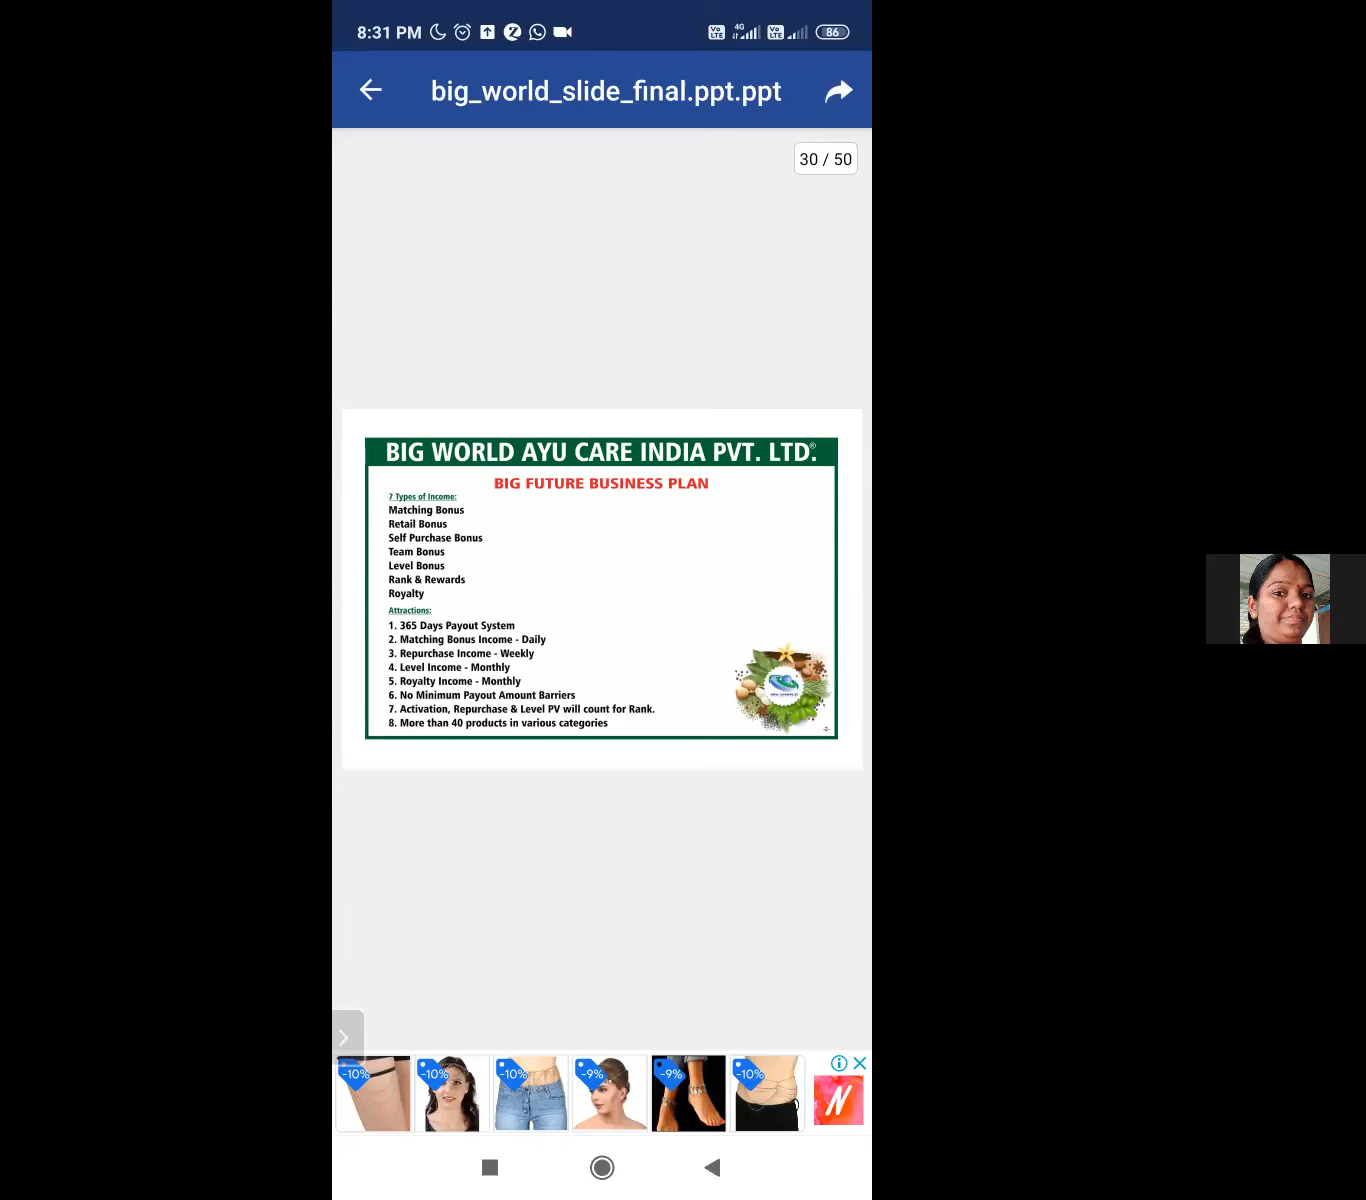 8:31 PM
4G
86
big_world_slide_final.ppt.ppt
30 / 50
BIG WORLD AYU CARE INDIA PVT. LTD.®
BIG FUTURE BUSINESS PLAN
7 Types of Income:
Matching Bonus
Retail Bonus
Self Purchase Bonus
Team Bonus
Level Bonus
Rank & Rewards
Royalty
Attractions:
1. 365 Days Payout System
2. Matching Bonus Income - Daily
3. Repurchase Income - Weekly
4. Level Income - Monthly
5. Royalty Income - Monthly
6. No Minimum Payout Amount Barriers
7. Activation, Repurchase & Level PV will count for Rank.
8. More than 40 products in various categories
BIG WORLD
-2-
-10% -10% -10% -9% -9% -10%
N